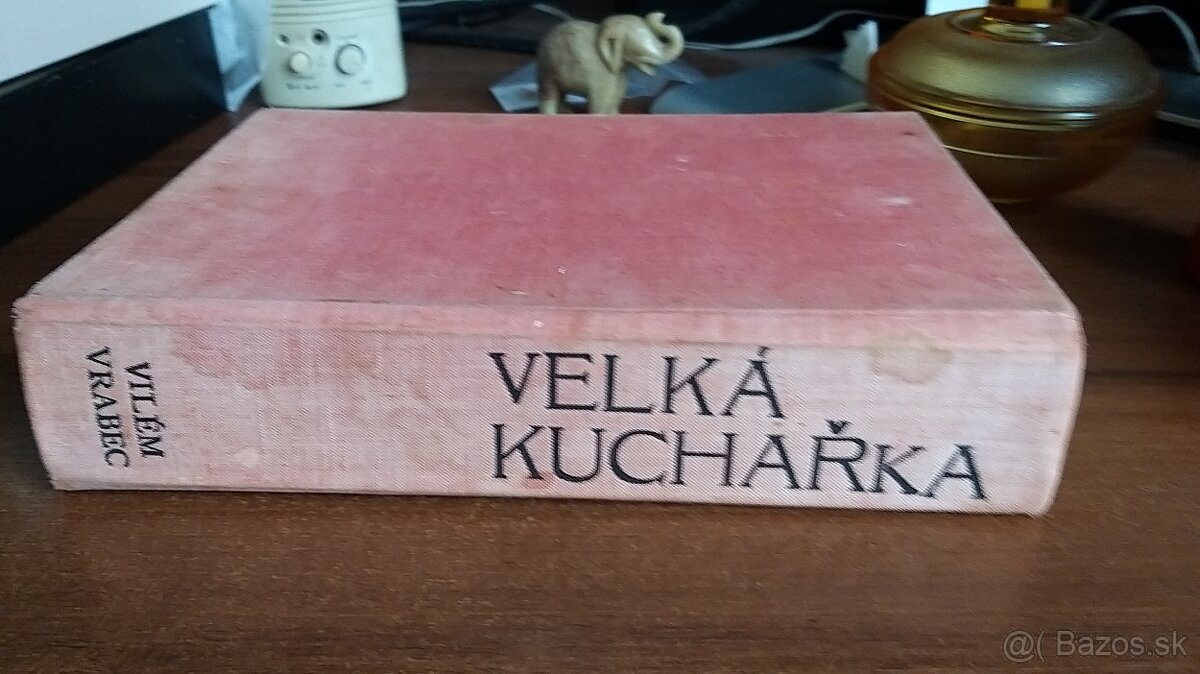 VILÉM
VRABEC
VELKÁ
KUCHAŘKA
@( Bazos.sk